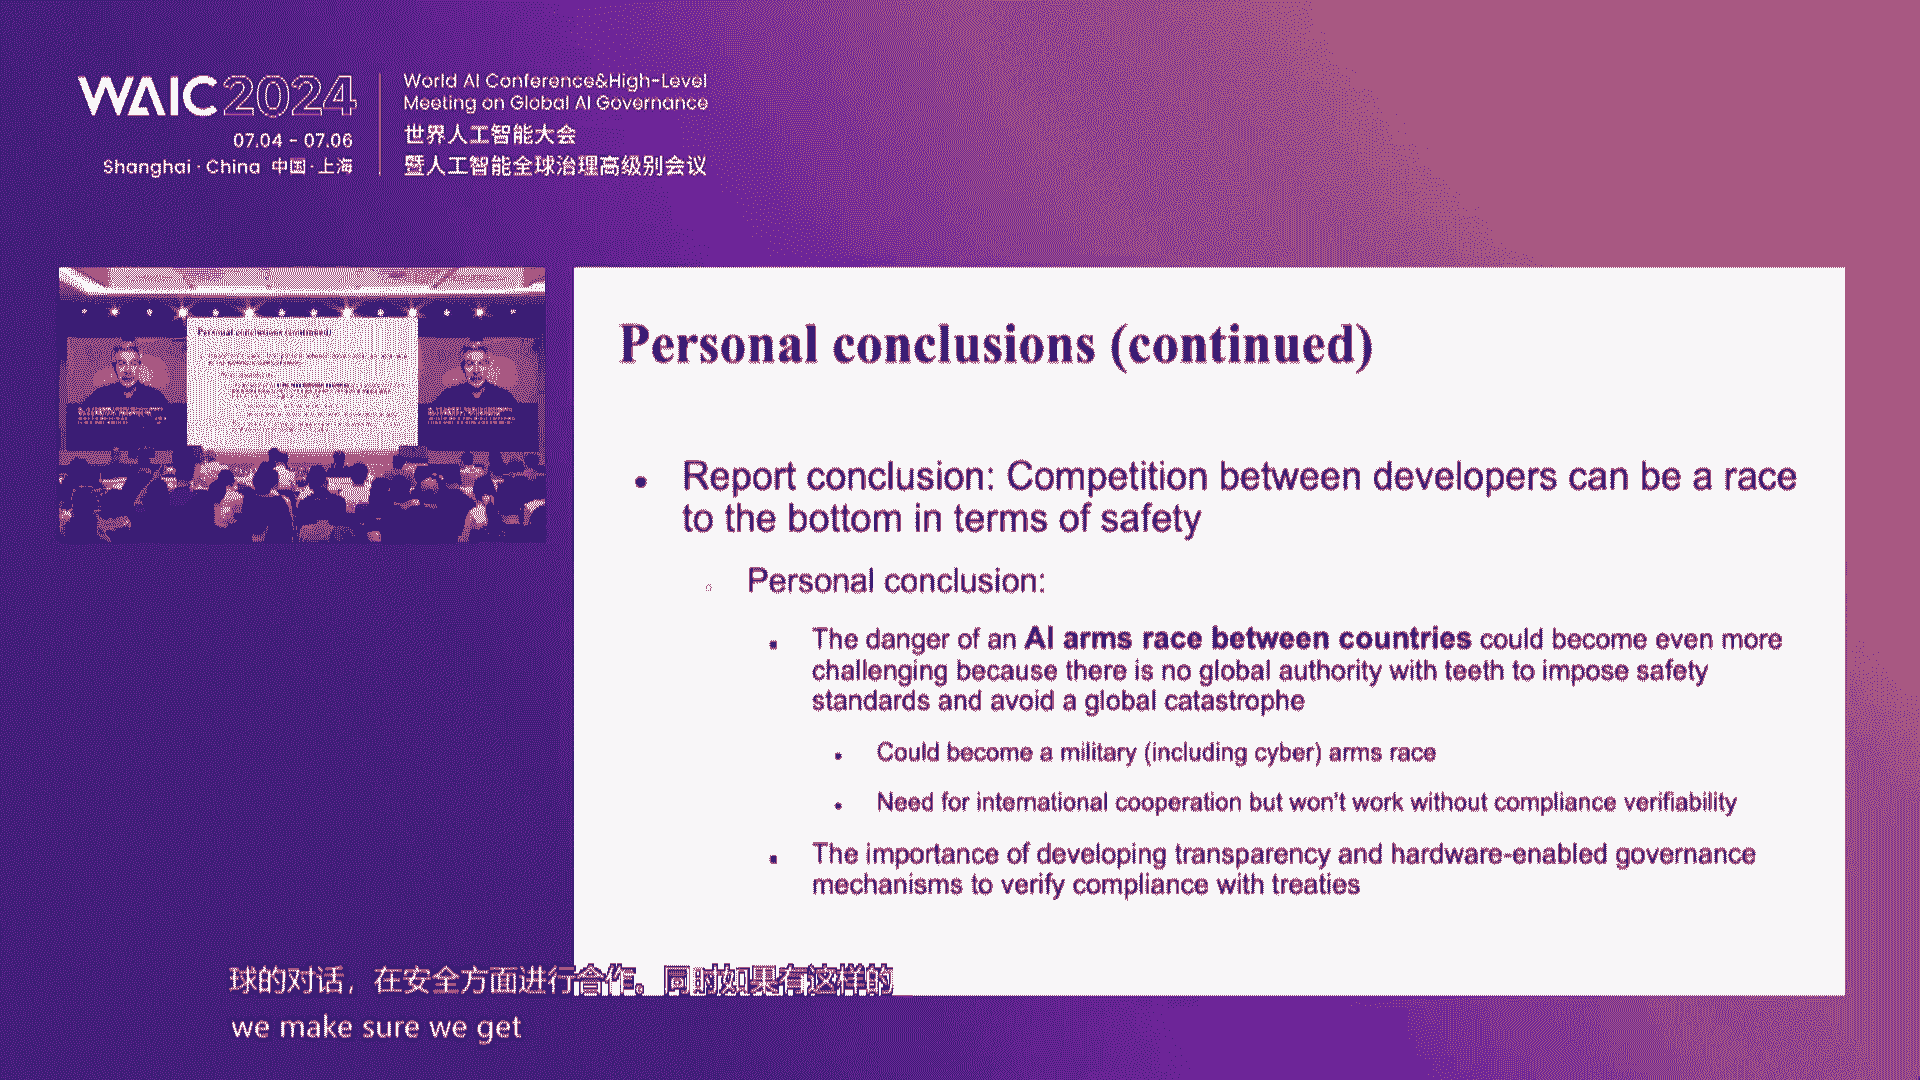 WAIC 2024
07.04 - 07.06
Shanghai · China 中国 · 上海
World AI Conference&High-Level
Meeting on Global AI Governance
世界人工智能大会
暨人工智能全球治理高级别会议
Personal conclusions (continued)
Personal conclusions (continued)
• Report conclusion: Competition between developers can be a race
to the bottom in terms of safety
○ Personal conclusion:
▪ The danger of an AI arms race between countries could become even more
challenging because there is no global authority with teeth to impose safety
standards and avoid a global catastrophe
• Could become a military (including cyber) arms race
• Need for international cooperation but won't work without compliance verifiability
▪ The importance of developing transparency and hardware-enabled governance
mechanisms to verify compliance with treaties
球的对话，在安全方面进行合作。同时如果有这样的
we make sure we get